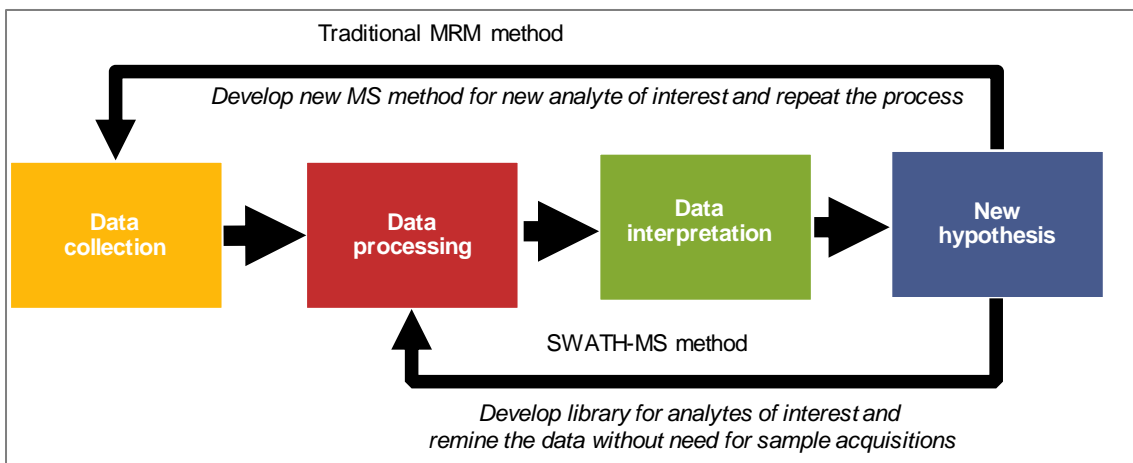 Traditional MRM method
Develop new MS method for new analyte of interest and repeat the process
Data
collection
Data
processing
Data
interpretation
New
hypothesis
SWATH-MS method
Develop library for analytes of interest and
remine the data without need for sample acquisitions